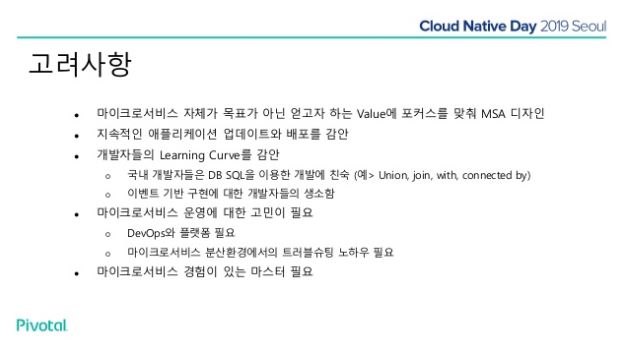 Cloud Native Day 2019 Seoul
고려사항
● 마이크로서비스 자체가 목표가 아닌 얻고자 하는 Value에 포커스를 맞춰 MSA 디자인
● 지속적인 애플리케이션 업데이트와 배포를 감안
● 개발자들의 Learning Curve를 감안
○ 국내 개발자들은 DB SQL을 이용한 개발에 친숙 (예> Union, join, with, connected by)
○ 이벤트 기반 구현에 대한 개발자들의 생소함
● 마이크로서비스 운영에 대한 고민이 필요
○ DevOps와 플랫폼 필요
○ 마이크로서비스 분산환경에서의 트러블슈팅 노하우 필요
● 마이크로서비스 경험이 있는 마스터 필요
Pivotal